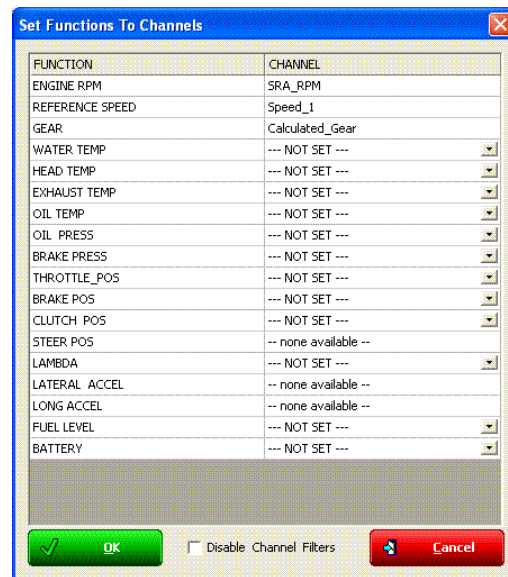 Set Functions To Channels
FUNCTION CHANNEL
ENGINE RPM SRA_RPM
REFERENCE SPEED Speed_1
GEAR Calculated_Gear
WATER TEMP --- NOT SET ---
HEAD TEMP --- NOT SET ---
EXHAUST TEMP --- NOT SET ---
OIL TEMP --- NOT SET ---
OIL PRESS --- NOT SET ---
BRAKE PRESS --- NOT SET ---
THROTTLE_POS --- NOT SET ---
BRAKE POS --- NOT SET ---
CLUTCH POS --- NOT SET ---
STEER POS -- none available --
LAMBDA --- NOT SET ---
LATERAL ACCEL -- none available --
LONG ACCEL -- none available --
FUEL LEVEL --- NOT SET ---
BATTERY --- NOT SET ---
OK Disable Channel Filters Cancel